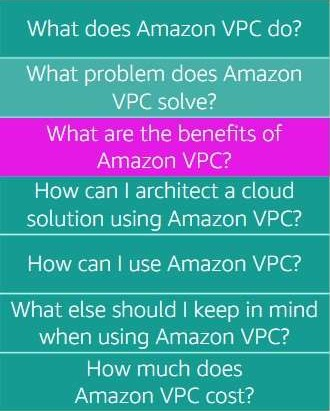 What does Amazon VPC do?
What problem does Amazon
VPC solve?
What are the benefits of
Amazon VPC?
How can I architect a cloud
solution using Amazon VPC?
How can I use Amazon VPC?
What else should I keep in mind
when using Amazon VPC?
How much does
Amazon VPC cost?